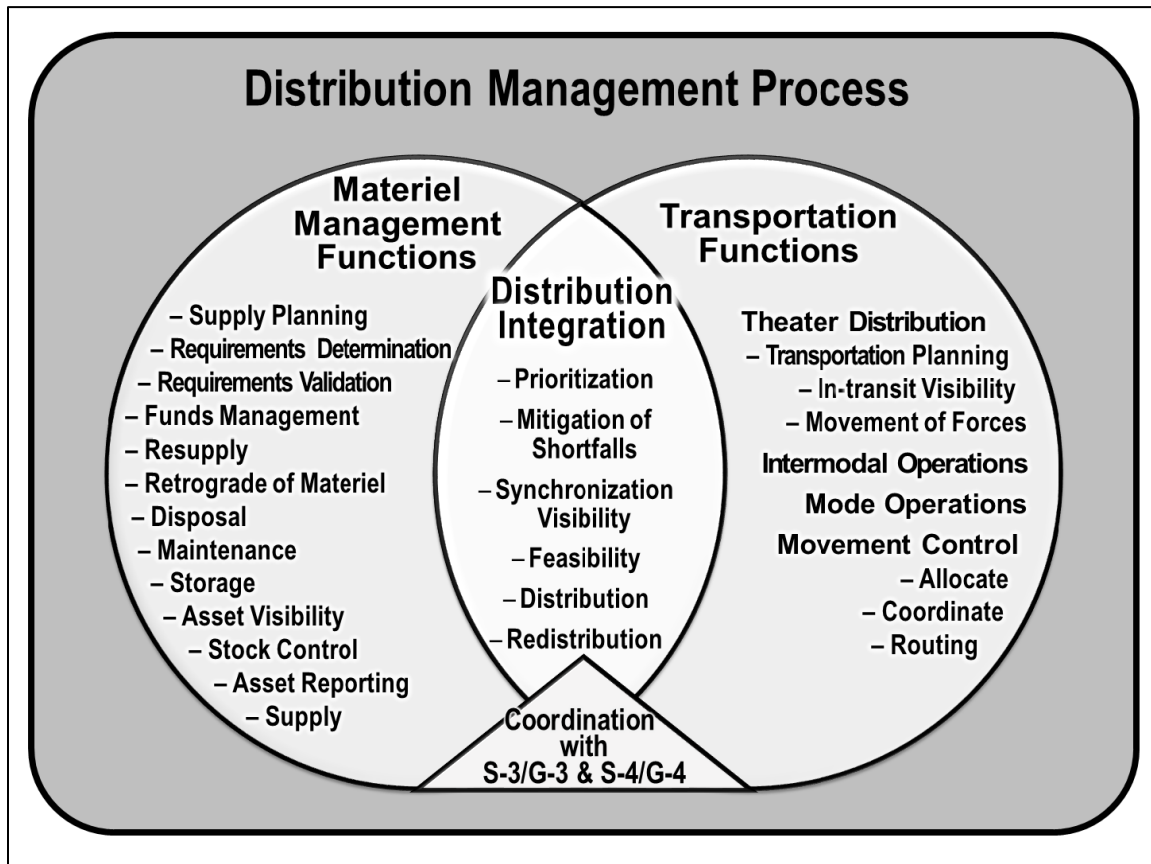 Distribution Management Process
Materiel
Management
Functions
– Supply Planning
– Requirements Determination
– Requirements Validation
– Funds Management
– Resupply
– Retrograde of Materiel
– Disposal
– Maintenance
– Storage
– Asset Visibility
– Stock Control
– Asset Reporting
– Supply
Distribution
Integration
– Prioritization
– Mitigation of
Shortfalls
– Synchronization
Visibility
– Feasibility
– Distribution
– Redistribution
Transportation
Functions
Theater Distribution
– Transportation Planning
– In-transit Visibility
– Movement of Forces
Intermodal Operations
Mode Operations
Movement Control
– Allocate
– Coordinate
– Routing
Coordination
with
S-3/G-3 & S-4/G-4